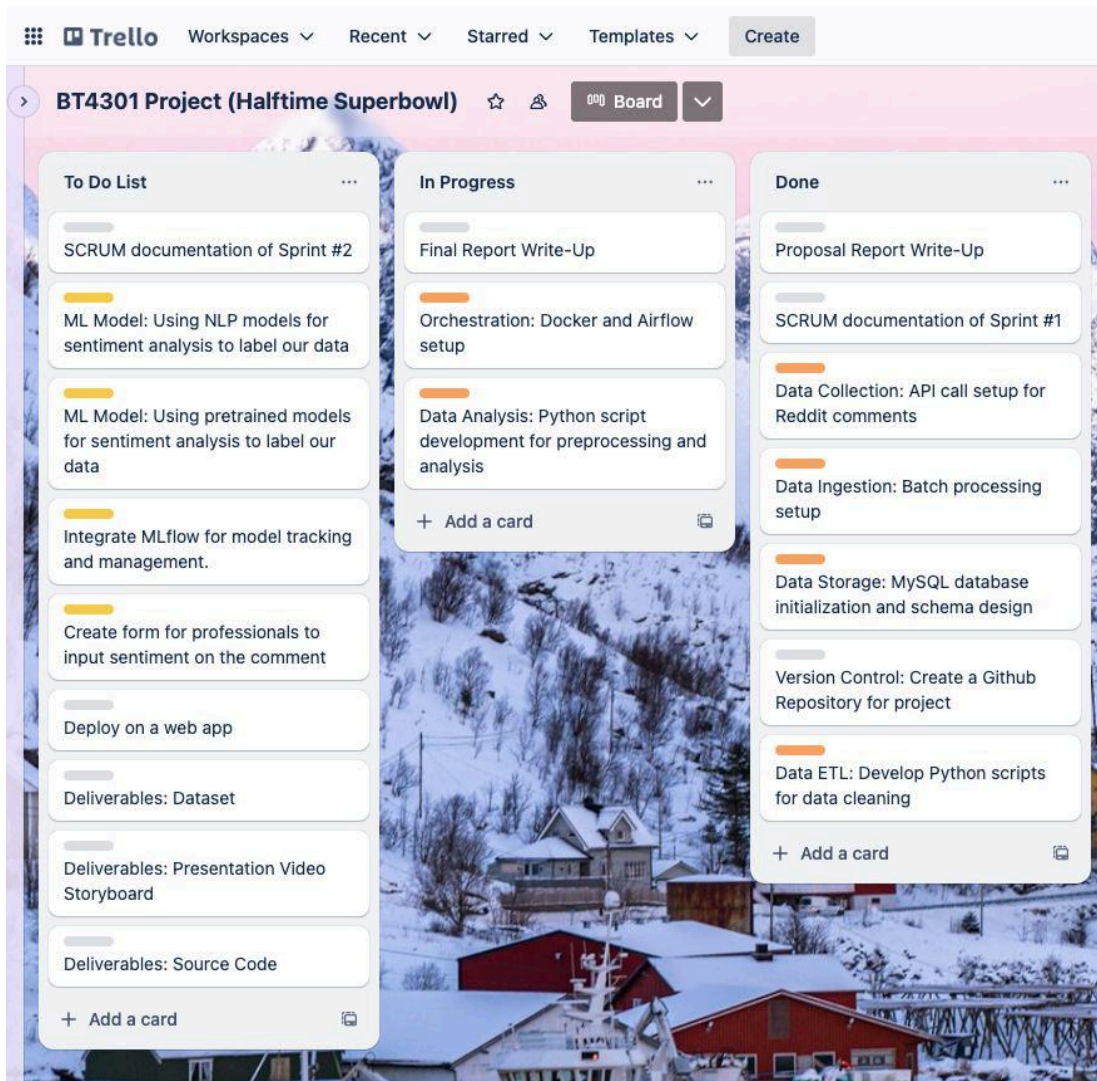 Trello
Workspaces
Recent
Starred
Templates
Create
BT4301 Project (Halftime Superbowl)
Board
To Do List
SCRUM documentation of Sprint #2
ML Model: Using NLP models for
sentiment analysis to label our data
ML Model: Using pretrained models
for sentiment analysis to label our
data
Integrate MLflow for model tracking
and management.
Create form for professionals to
input sentiment on the comment
Deploy on a web app
Deliverables: Dataset
Deliverables: Presentation Video
Storyboard
Deliverables: Source Code
+ Add a card
In Progress
Final Report Write-Up
Orchestration: Docker and Airflow
setup
Data Analysis: Python script
development for preprocessing and
analysis
+ Add a card
Done
Proposal Report Write-Up
SCRUM documentation of Sprint #1
Data Collection: API call setup for
Reddit comments
Data Ingestion: Batch processing
setup
Data Storage: MySQL database
initialization and schema design
Version Control: Create a Github
Repository for project
Data ETL: Develop Python scripts
for data cleaning
+ Add a card